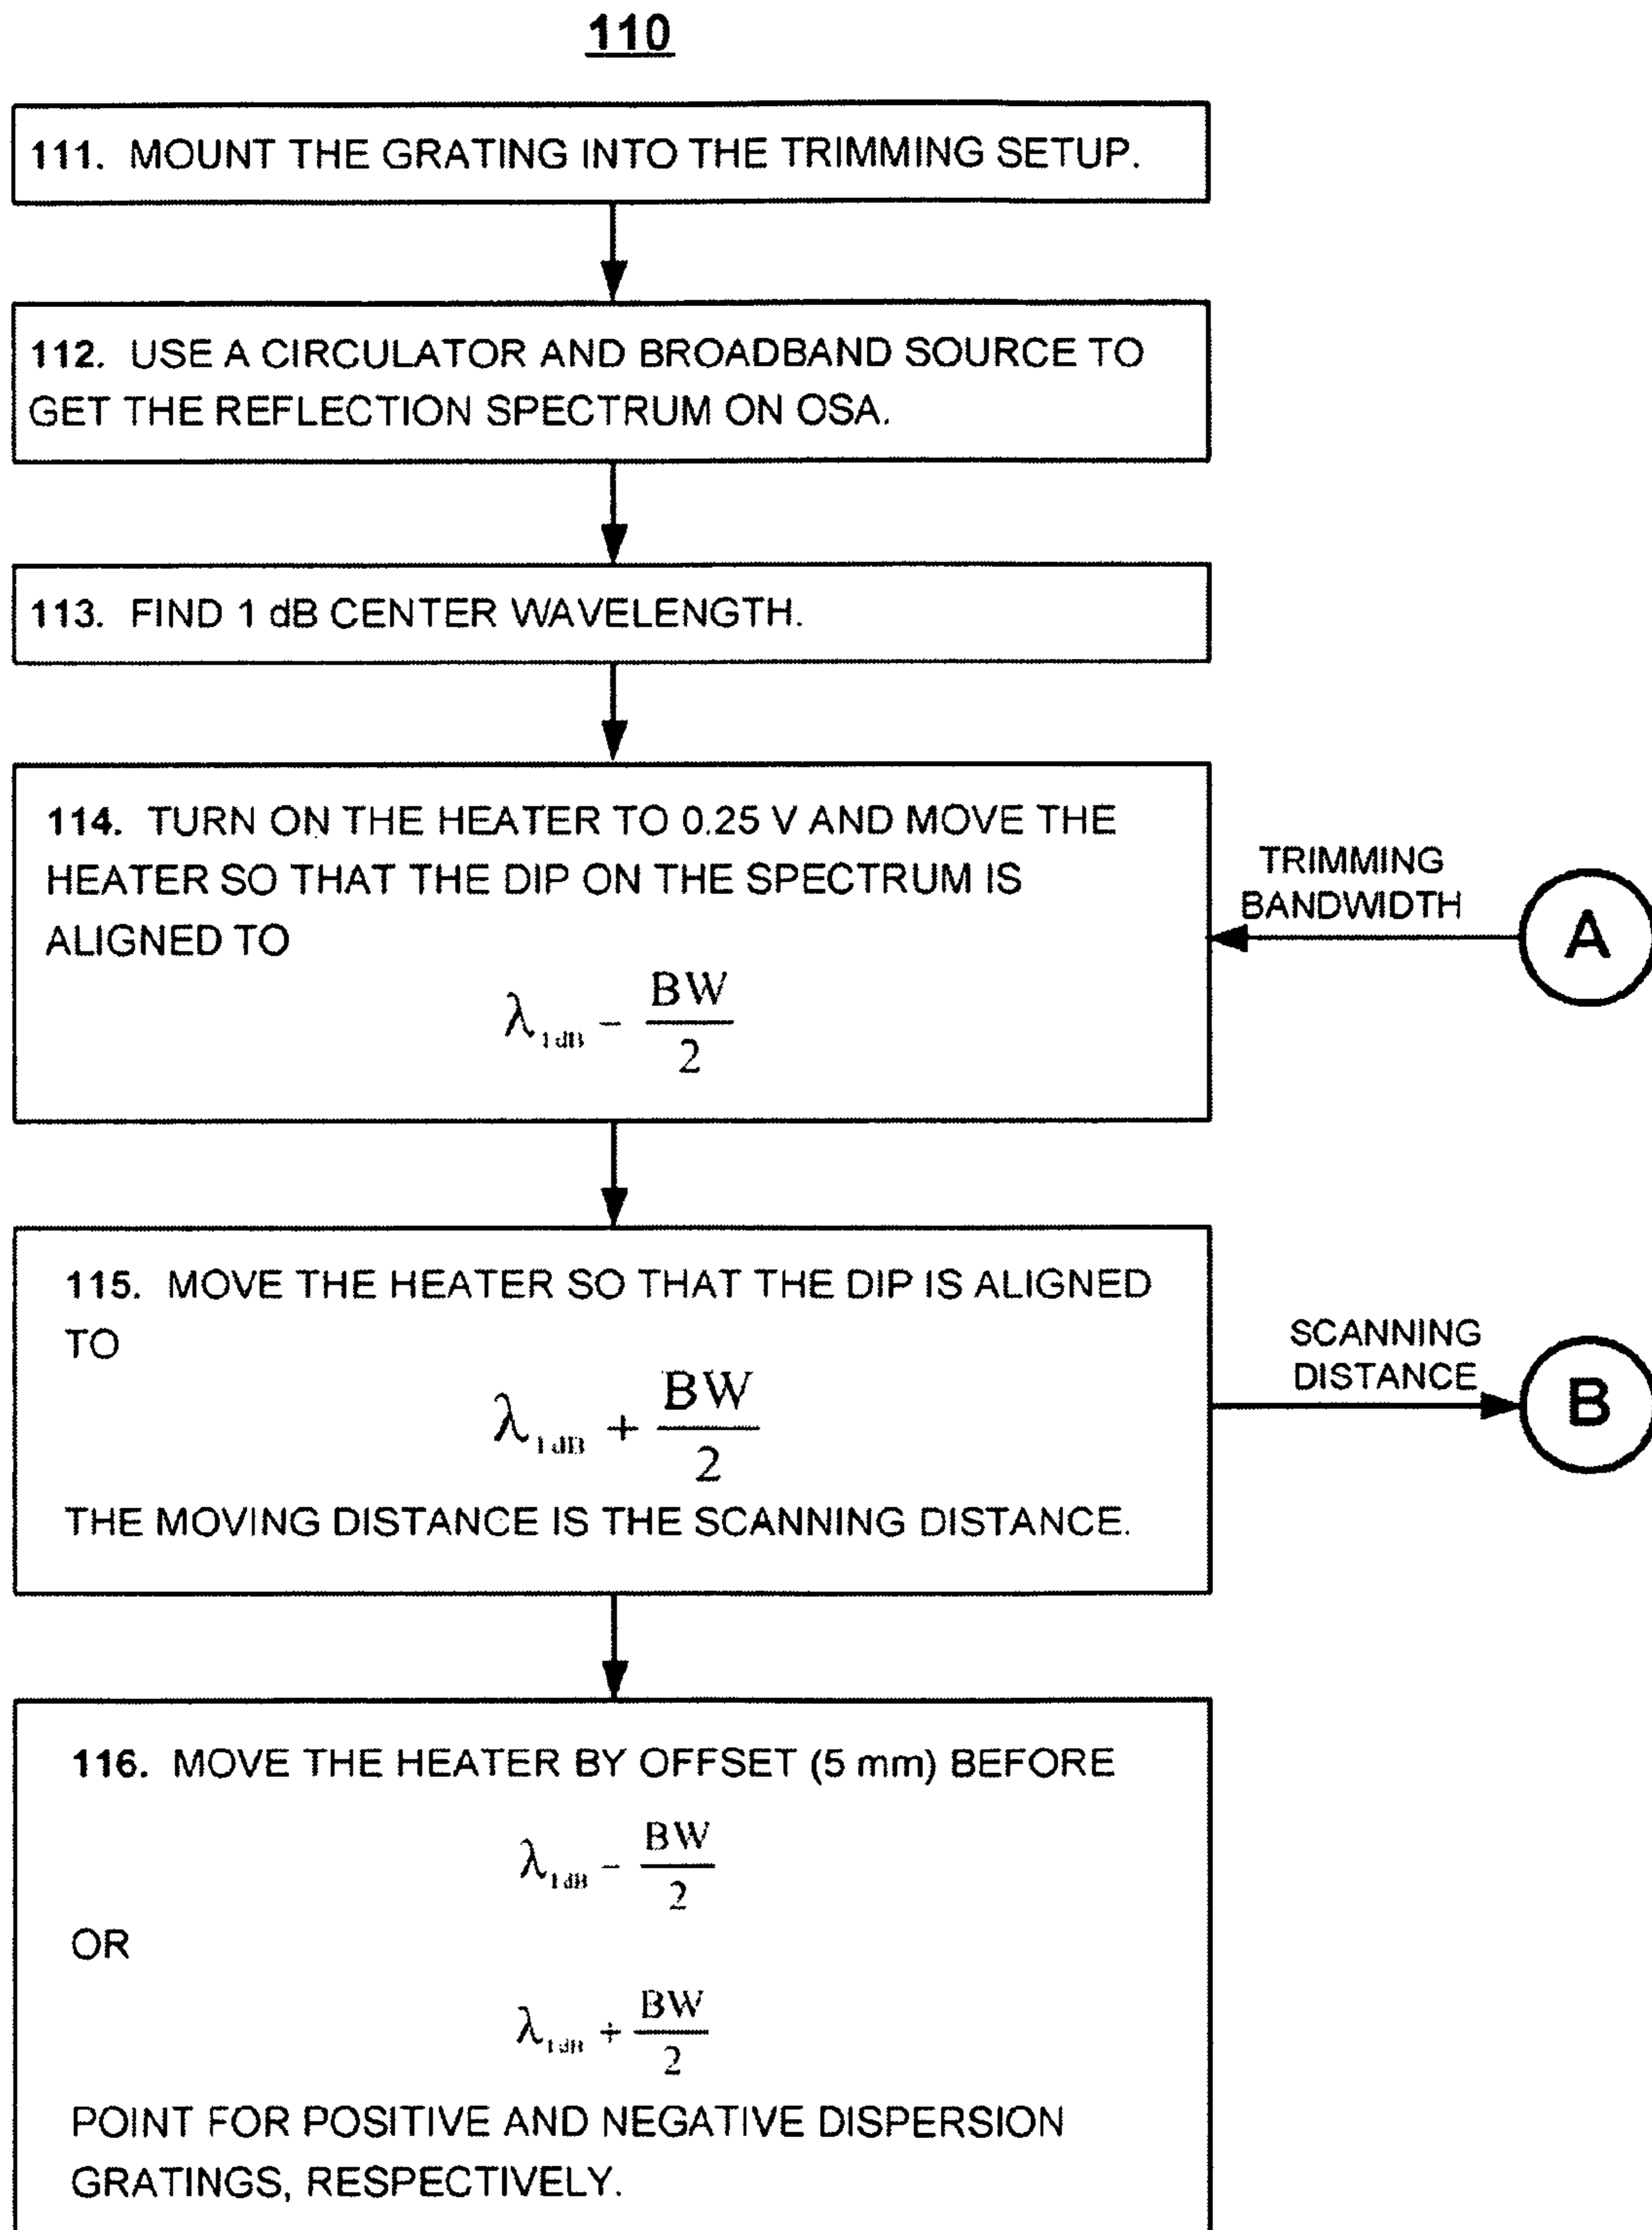 110
111. MOUNT THE GRATING INTO THE TRIMMING SETUP.
112. USE A CIRCULATOR AND BROADBAND SOURCE TO
GET THE REFLECTION SPECTRUM ON OSA.
113. FIND 1 dB CENTER WAVELENGTH.
114. TURN ON THE HEATER TO 0.25 V AND MOVE THE
HEATER SO THAT THE DIP ON THE SPECTRUM IS
ALIGNED TO
λ1dB − BW/2
TRIMMING
BANDWIDTH
A
115. MOVE THE HEATER SO THAT THE DIP IS ALIGNED
TO
λ1dB + BW/2
THE MOVING DISTANCE IS THE SCANNING DISTANCE.
SCANNING
DISTANCE
B
116. MOVE THE HEATER BY OFFSET (5 mm) BEFORE
λ1dB − BW/2
OR
λ1dB + BW/2
POINT FOR POSITIVE AND NEGATIVE DISPERSION
GRATINGS, RESPECTIVELY.